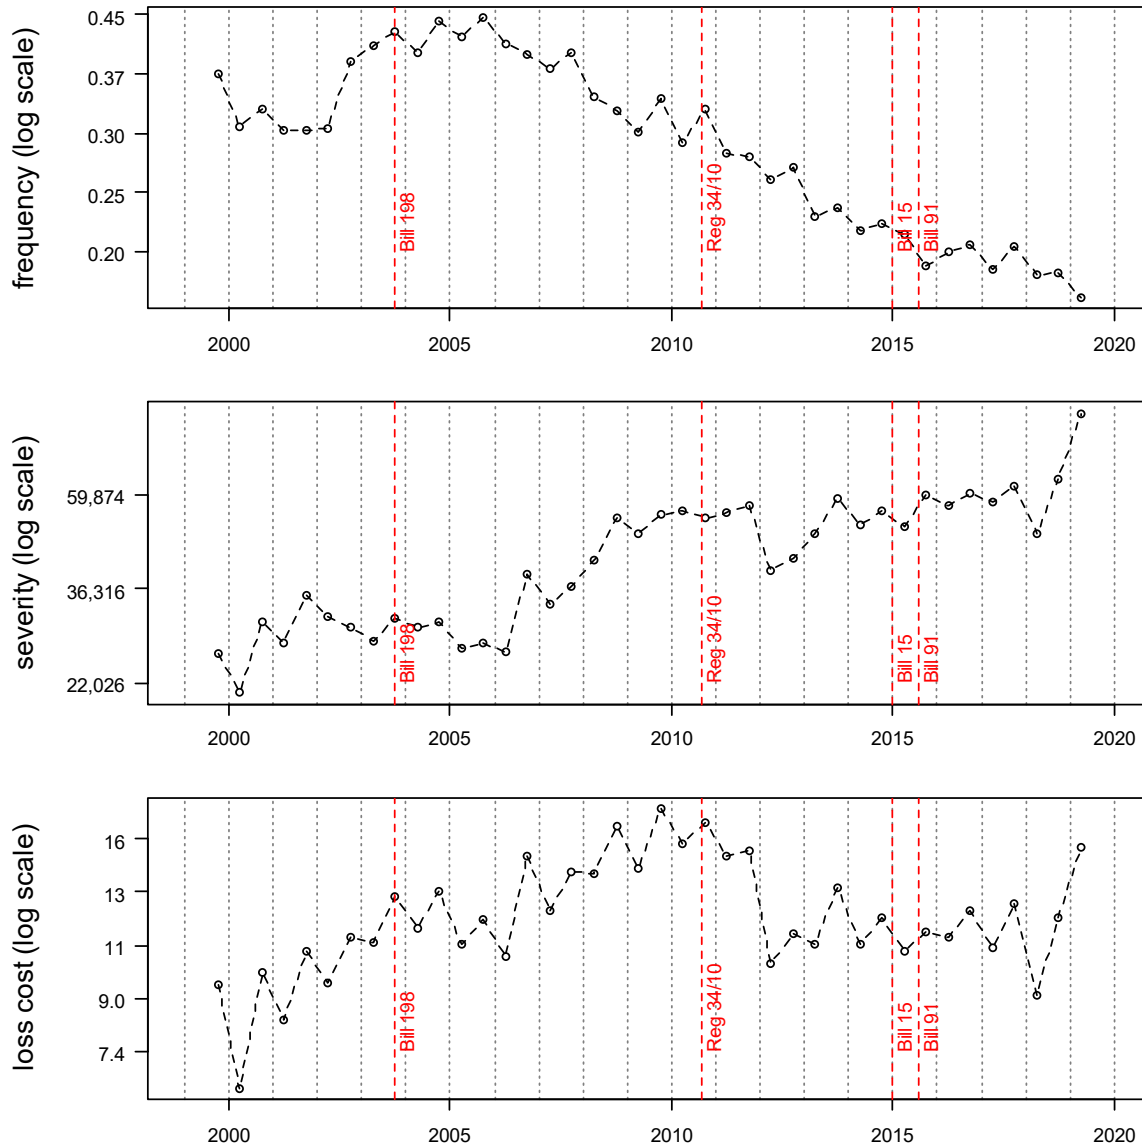 frequency (log scale)
0.45
0.37
0.30
0.25
0.20
Bill 198
Reg 34/10
Bill 15
Bill 91
2000
2005
2010
2015
2020
severity (log scale)
59,874
36,316
22,026
Bill 198
Reg 34/10
Bill 15
Bill 91
2000
2005
2010
2015
2020
loss cost (log scale)
16
13
11
9.0
7.4
Bill 198
Reg 34/10
Bill 15
Bill 91
2000
2005
2010
2015
2020